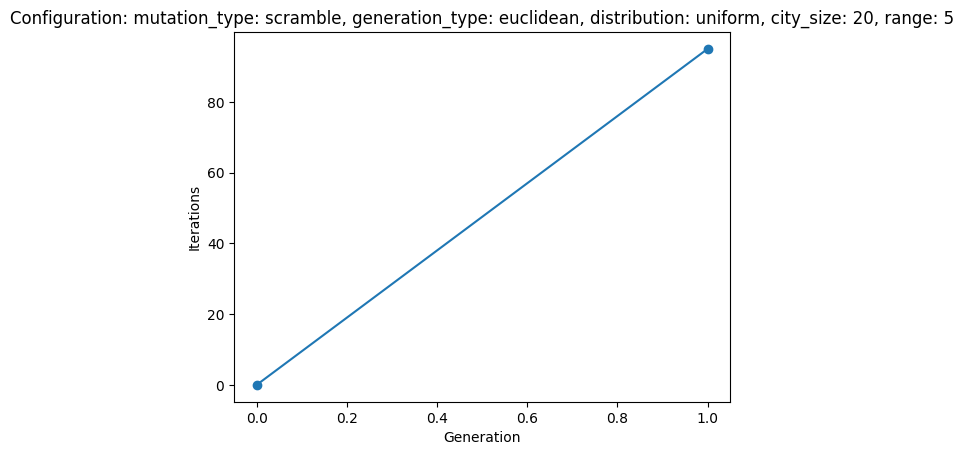 Configuration: mutation_type: scramble, generation_type: euclidean, distribution: uniform, city_size: 20, range: 5
80
60
40
20
0
Iterations
0.0 0.2 0.4 0.6 0.8 1.0
Generation